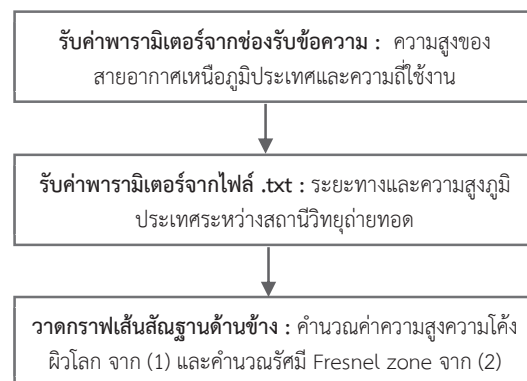 รับค่าพารามิเตอร์จากช่องรับข้อความ : ความสูงของ
สายอากาศเหนือภูมิประเทศและความถี่ใช้งาน
รับค่าพารามิเตอร์จากไฟล์ .txt : ระยะทางและความสูงภูมิ
ประเทศระหว่างสถานีวิทยุถ่ายทอด
วาดกราฟเส้นสัณฐานด้านข้าง : คำนวณค่าความสูงความโค้ง
ผิวโลก จาก (1) และคำนวณรัศมี Fresnel zone จาก (2)